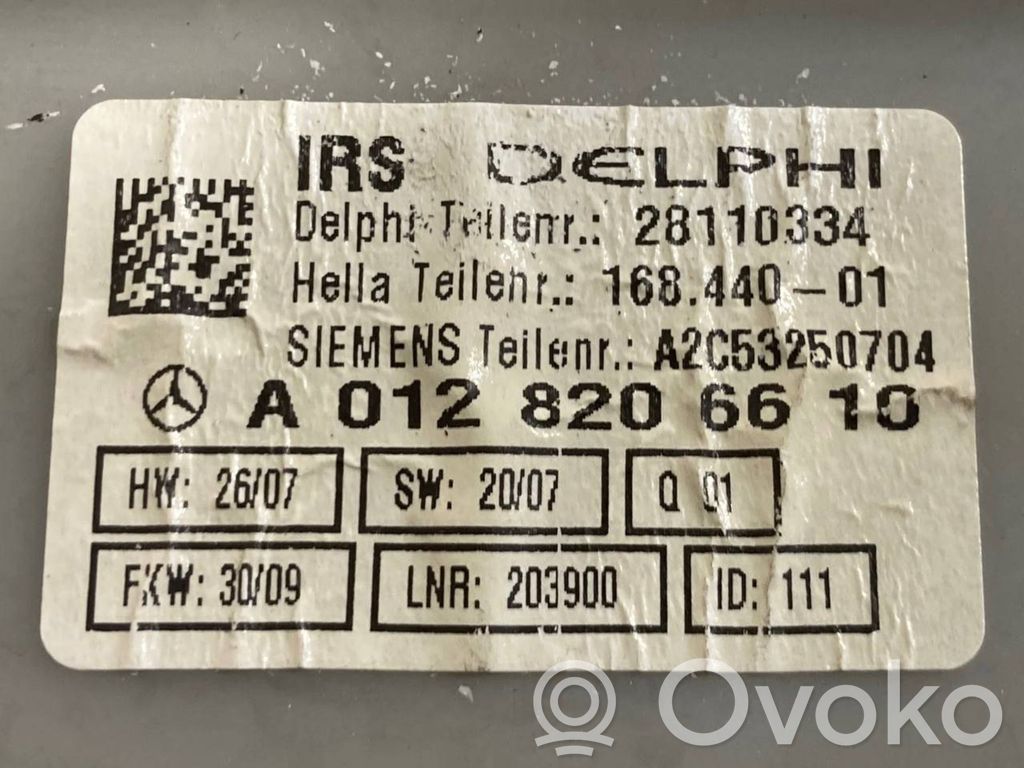 IRS DELPHI
Delphi-Teilenr.: 28110334
Hella Teilenr.: 168.440-01
SIEMENS Teilenr.: A2C53250704
A 012 820 66 10
HW: 26/07 SW: 20/07 Q 01
FKW: 30/09 LNR: 203900 ID: 111
Ovoko